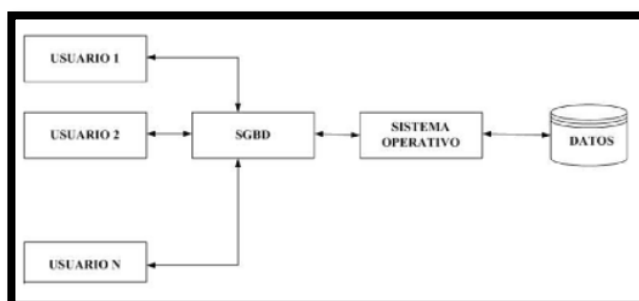 USUARIO 1
USUARIO 2
SGBD
SISTEMA
OPERATIVO
DATOS
USUARIO N